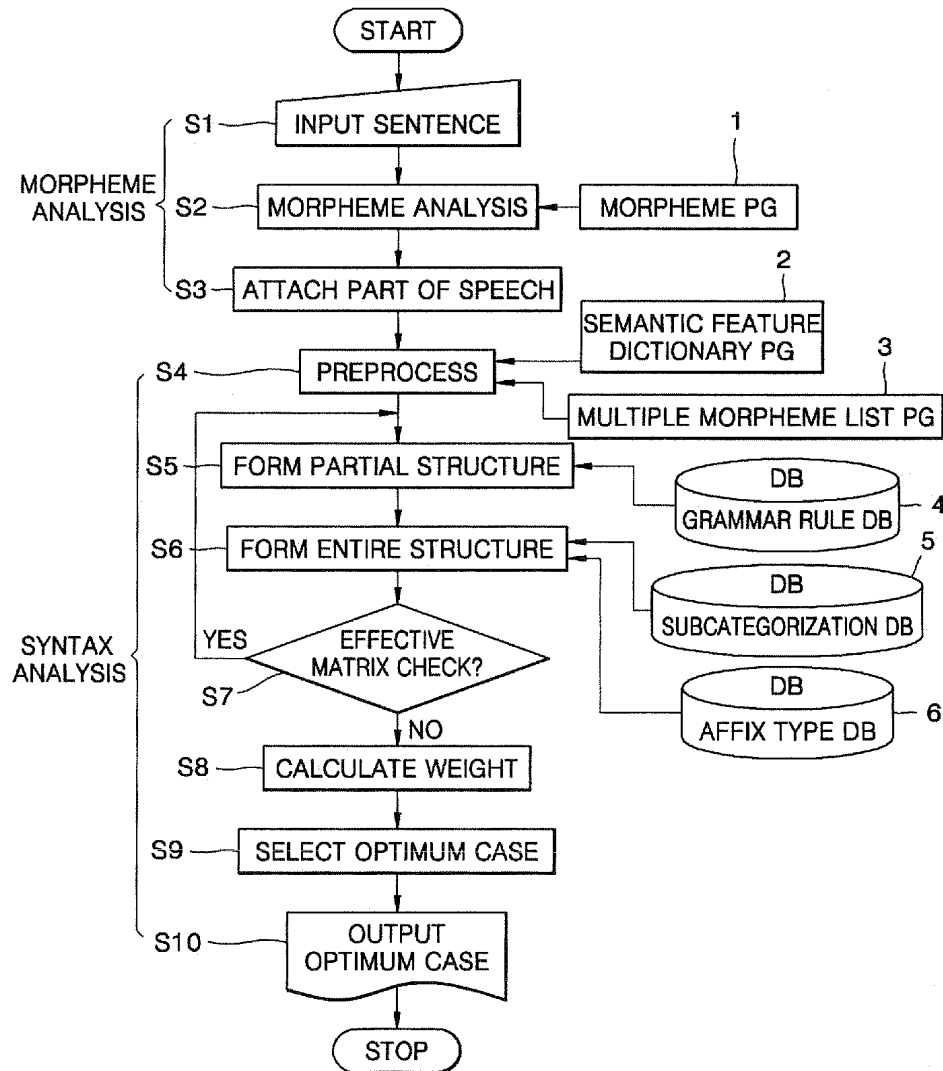 START
S1
INPUT SENTENCE
1
MORPHEME
ANALYSIS
S2
MORPHEME ANALYSIS
MORPHEME PG
S3
ATTACH PART OF SPEECH
2
SEMANTIC FEATURE
DICTIONARY PG
S4
PREPROCESS
3
MULTIPLE MORPHEME LIST PG
S5
FORM PARTIAL STRUCTURE
DB
GRAMMAR RULE DB
4
S6
FORM ENTIRE STRUCTURE
5
DB
SUBCATEGORIZATION DB
SYNTAX
ANALYSIS
YES
EFFECTIVE
MATRIX CHECK?
S7
DB
AFFIX TYPE DB
6
NO
S8
CALCULATE WEIGHT
S9
SELECT OPTIMUM CASE
S10
OUTPUT
OPTIMUM CASE
STOP